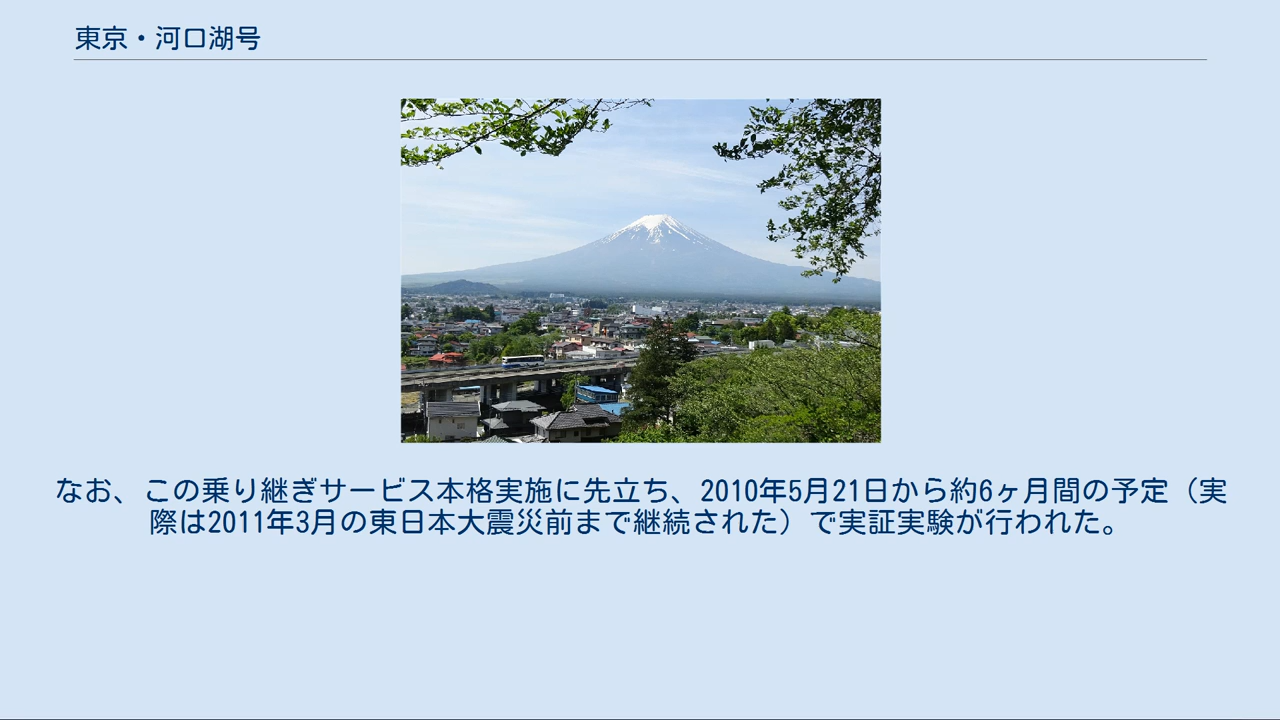 東京・河口湖号
なお、この乗り継ぎサービス本格実施に先立ち、2010年5月21日から約6ヶ月間の予定（実
際は2011年3月の東日本大震災前まで継続された）で実証実験が行われた。